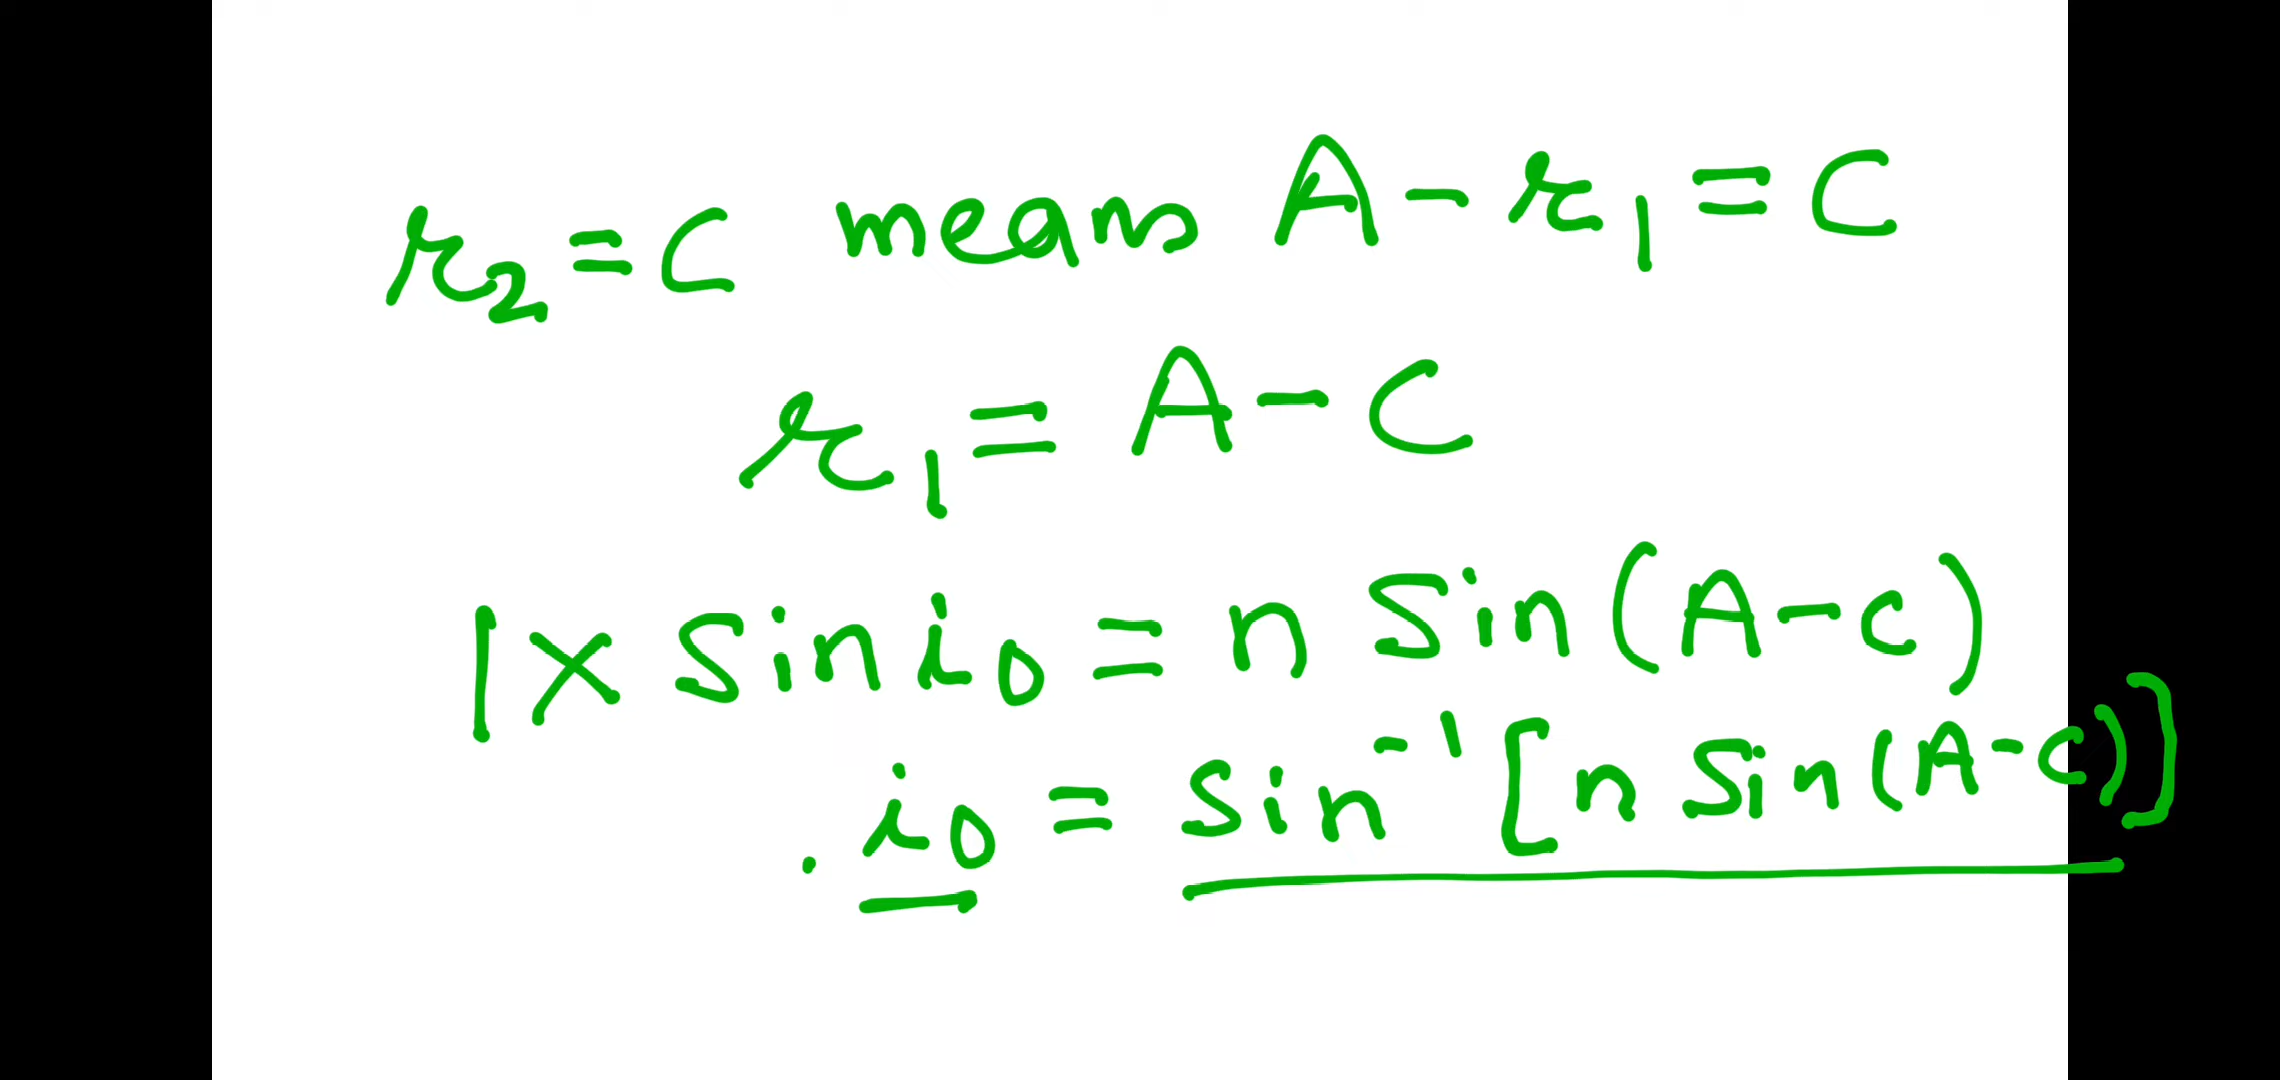 r₂ = C means A - r₁ = C
r₁ = A - C
1 × Sin i₀ = n Sin (A - c)
. i₀ = Sin⁻¹ [n Sin (A - C)]